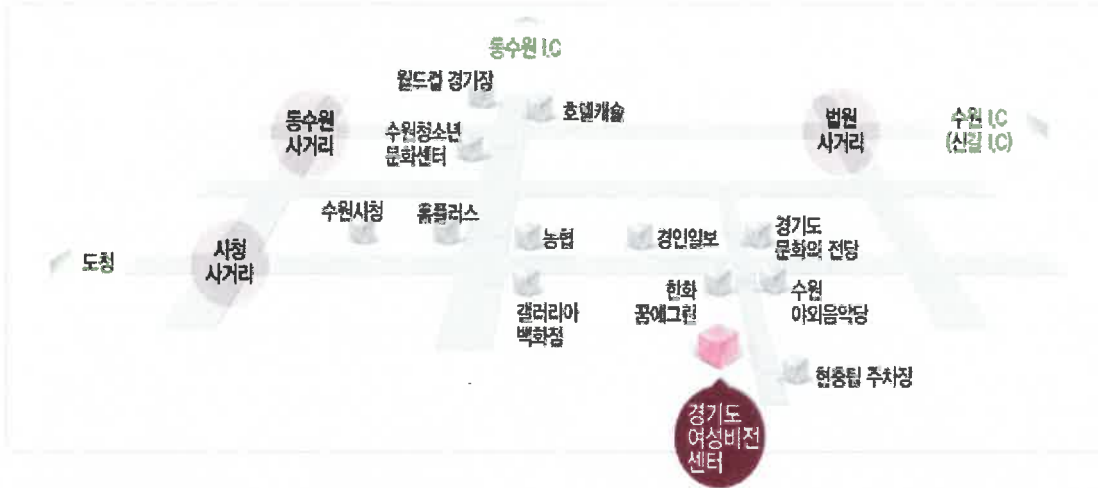 동수원 I.C
월드컵 경기장
호텔캐슬
동수원
사거리
수원청소년
문화센터
법원
사거리
수원 I.C
(신갈 I.C)
수원시청
홈플러스
농협
경인일보
경기도
문화의 전당
도청
시청
사거리
갤러리아
백화점
한화
꿈에그린
수원
야외음악당
현충탑 주차장
경기도
여성비전
센터